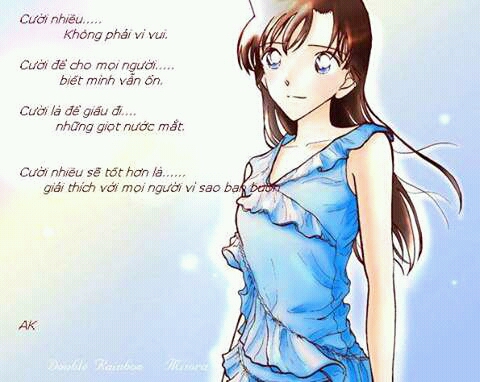 Cười nhiều.....
Không phải vì vui.
Cười để cho mọi người.....
biết mình vẫn ổn.
Cười là để giấu đi....
những giọt nước mắt.
Cười nhiều sẽ tốt hơn là......
giải thích với mọi người vì sao bạn buồn
AK
Double Rainbow Misora